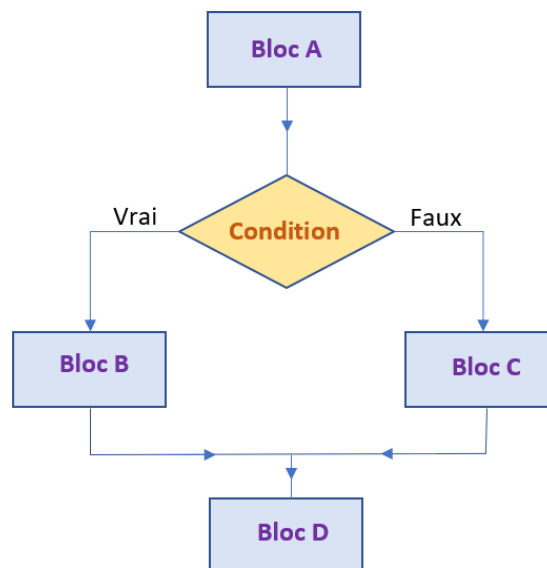 Bloc A
Vrai
Faux
Condition
Bloc B
Bloc C
Bloc D